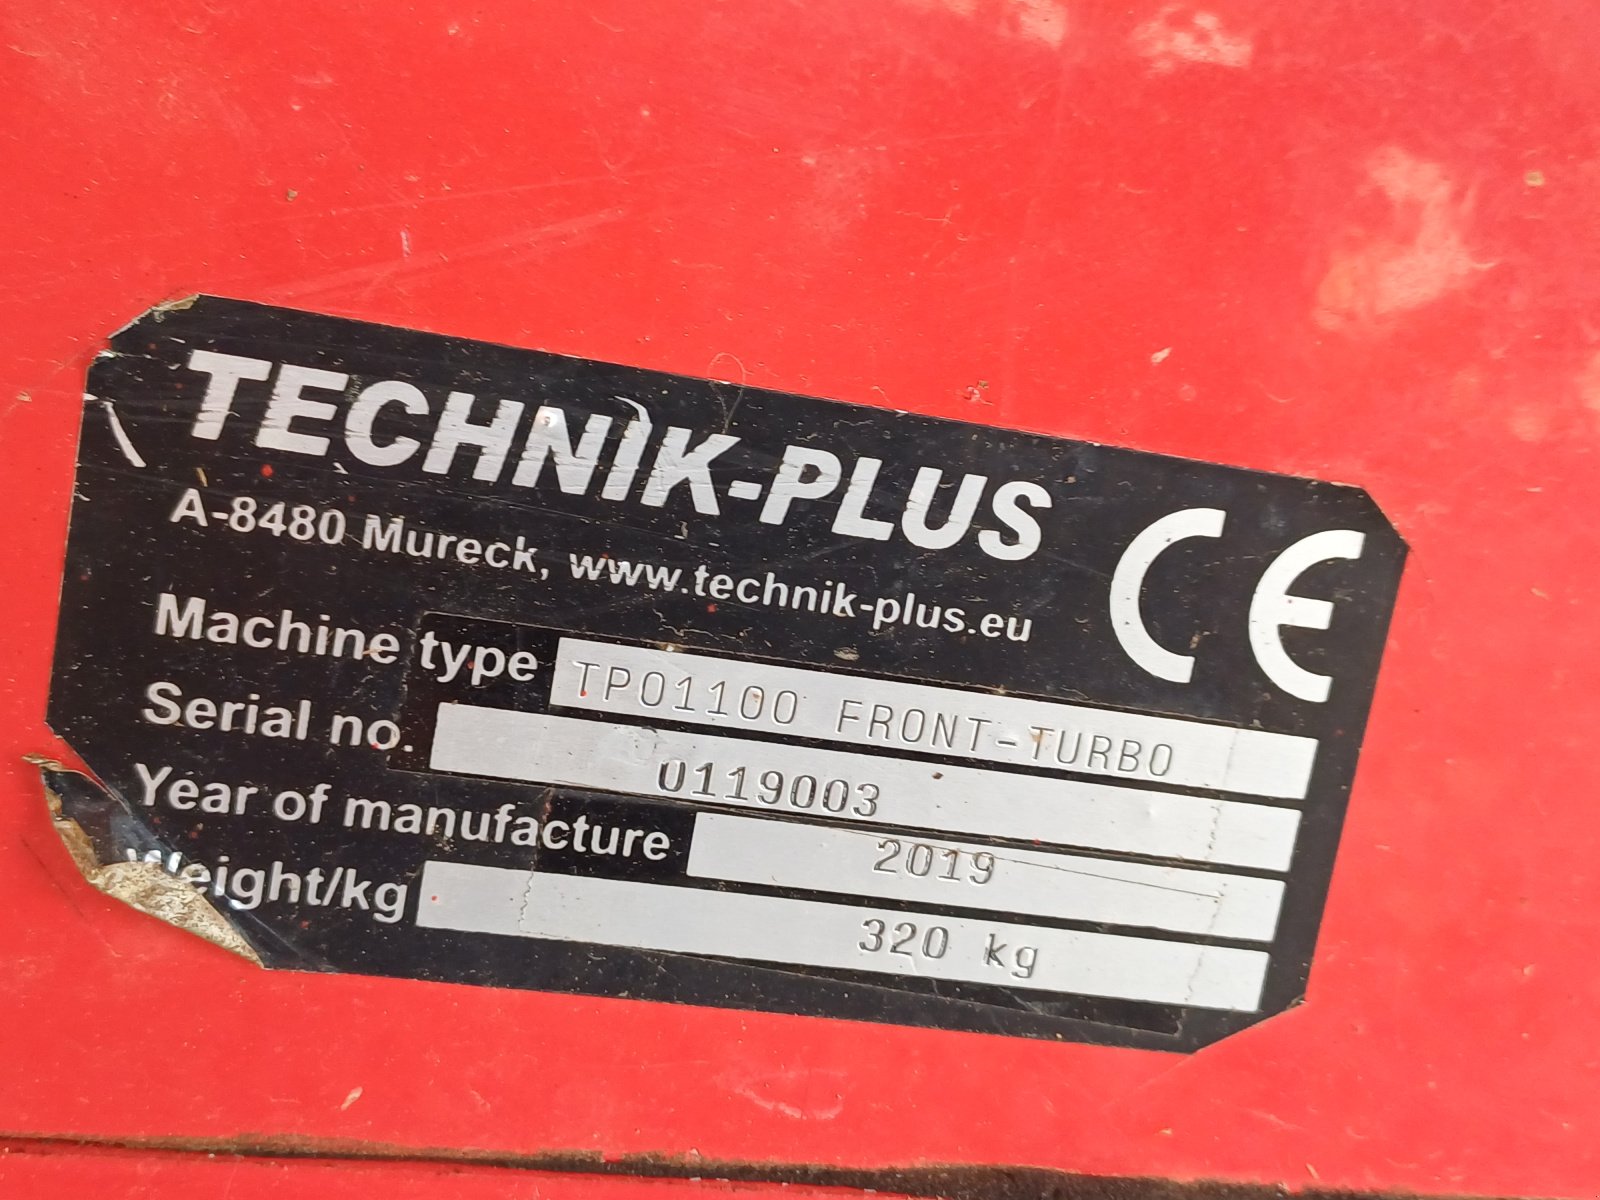 TECHNIK-PLUS
A-8480 Mureck, www.technik-plus.eu
CE
Machine type TPO1100 FRONT-TURBO
Serial no. 0119003
Year of manufacture 2019
Weight/kg 320 kg